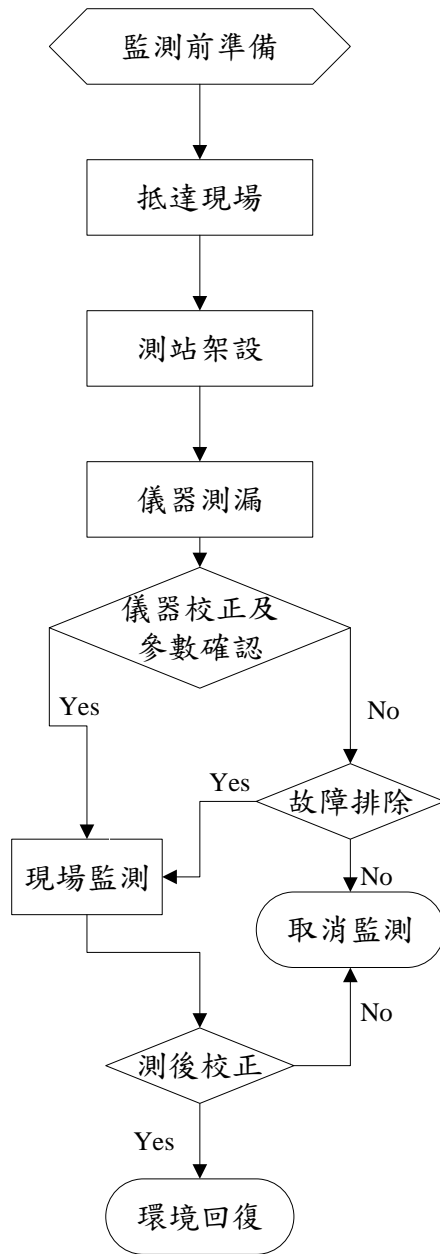 監測前準備
抵達現場
測站架設
儀器測漏
儀器校正及
參數確認
Yes
No
Yes
故障排除
現場監測
No
取消監測
No
測後校正
Yes
環境回復